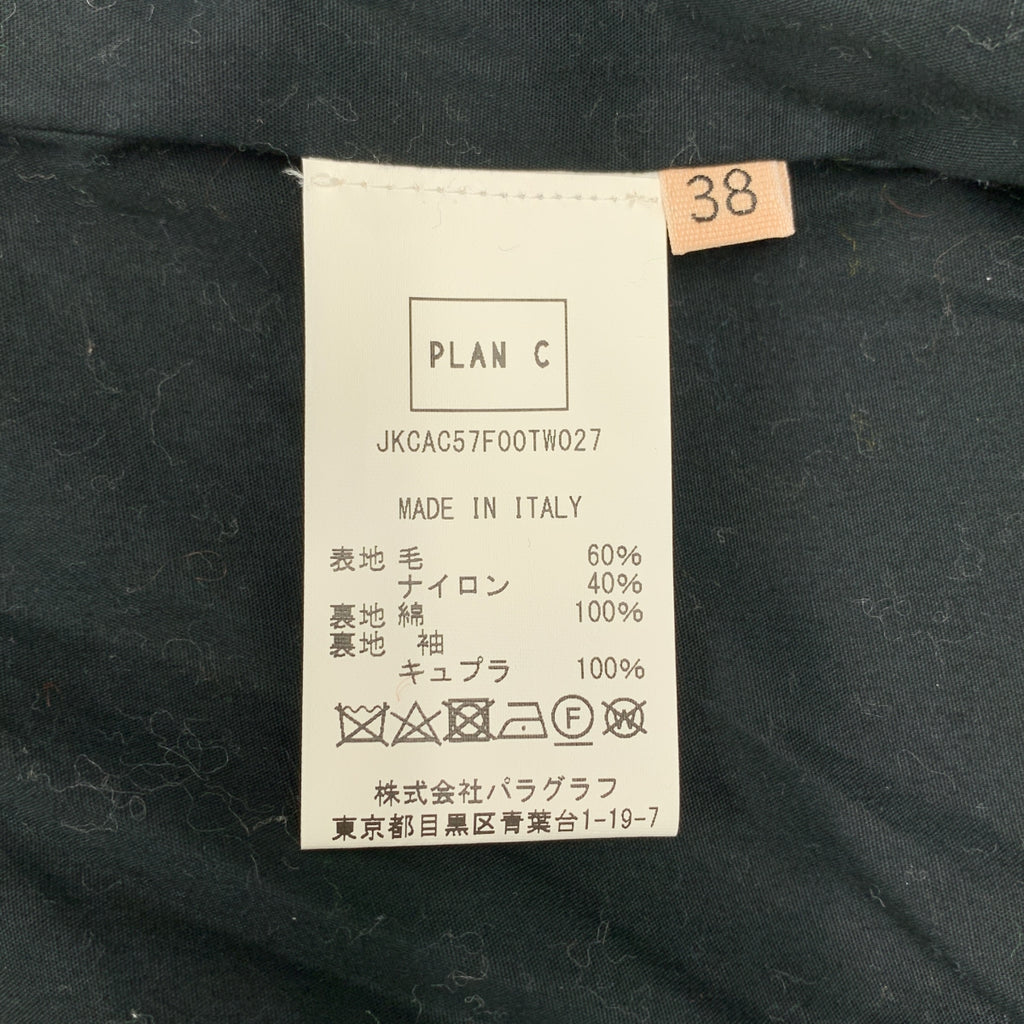 38
PLAN C
JKCAC57F00TW027
MADE IN ITALY
表地 毛 60%
ナイロン 40%
裏地 綿 100%
裏地 袖
キュプラ 100%
F W
株式会社パラグラフ
東京都目黒区青葉台1-19-7